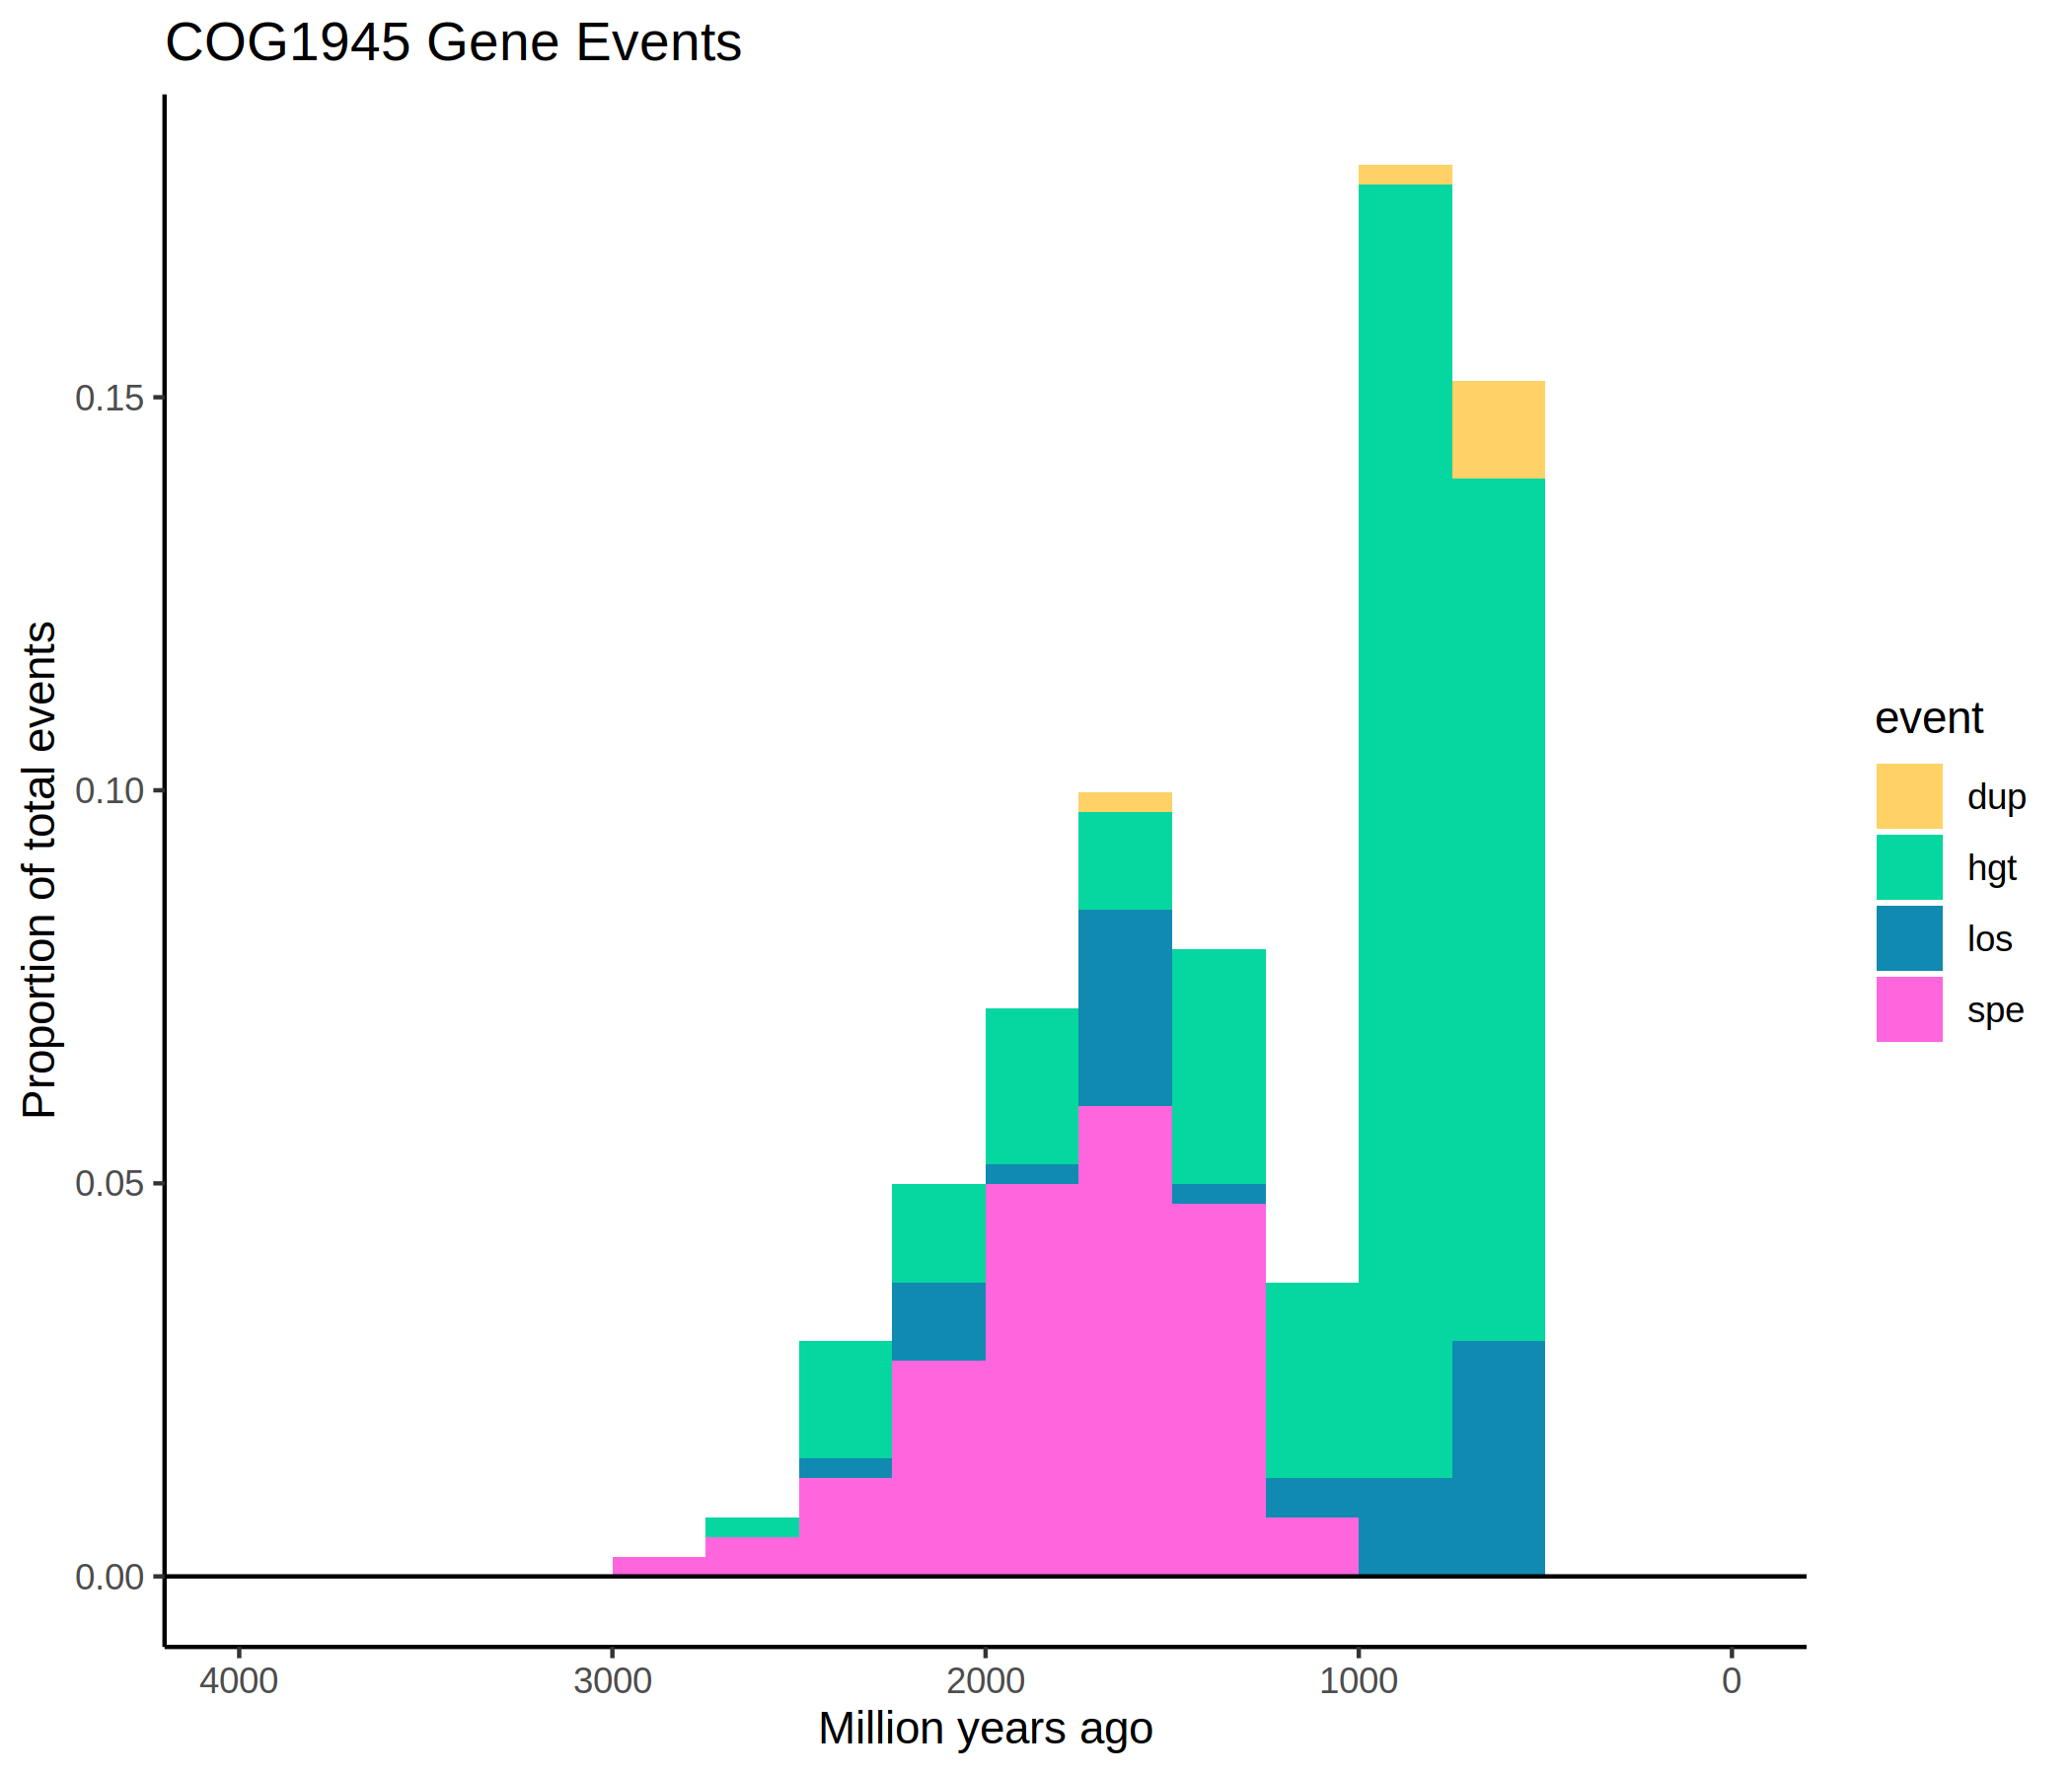 COG1945 Gene Events
Proportion of total events
0.15
0.10
0.05
0.00
4000 3000 2000 1000 0
Million years ago
event
dup
hgt
los
spe